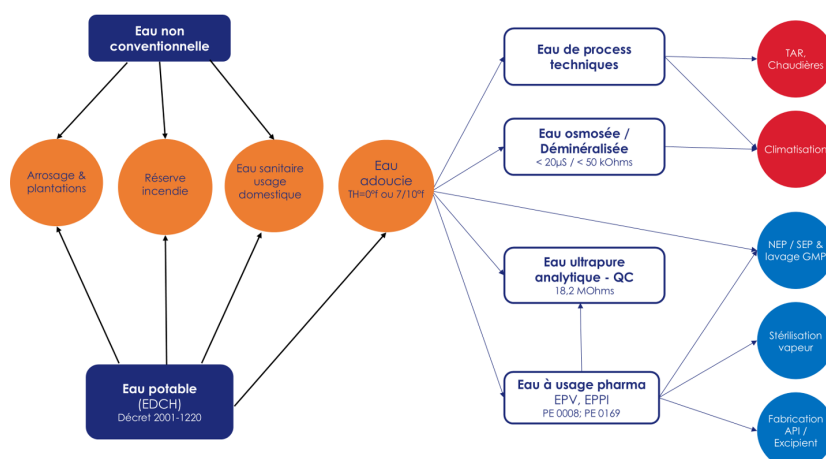 Eau non
conventionnelle
Arrosage &
plantations
Réserve
incendie
Eau sanitaire
usage
domestique
Eau
adoucie
TH=0°f ou 7/10°f
Eau potable
(EDCH)
Décret 2001-1220
Eau de process
techniques
Eau osmosée /
Déminéralisée
< 20µS / < 50 kOhms
Eau ultrapure
analytique - QC
18,2 MOhms
Eau à usage pharma
EPV, EPPI
PE 0008; PE 0169
TAR,
Chaudières
Climatisation
NEP / SEP &
lavage GMP
Stérilisation
vapeur
Fabrication
API /
Excipient